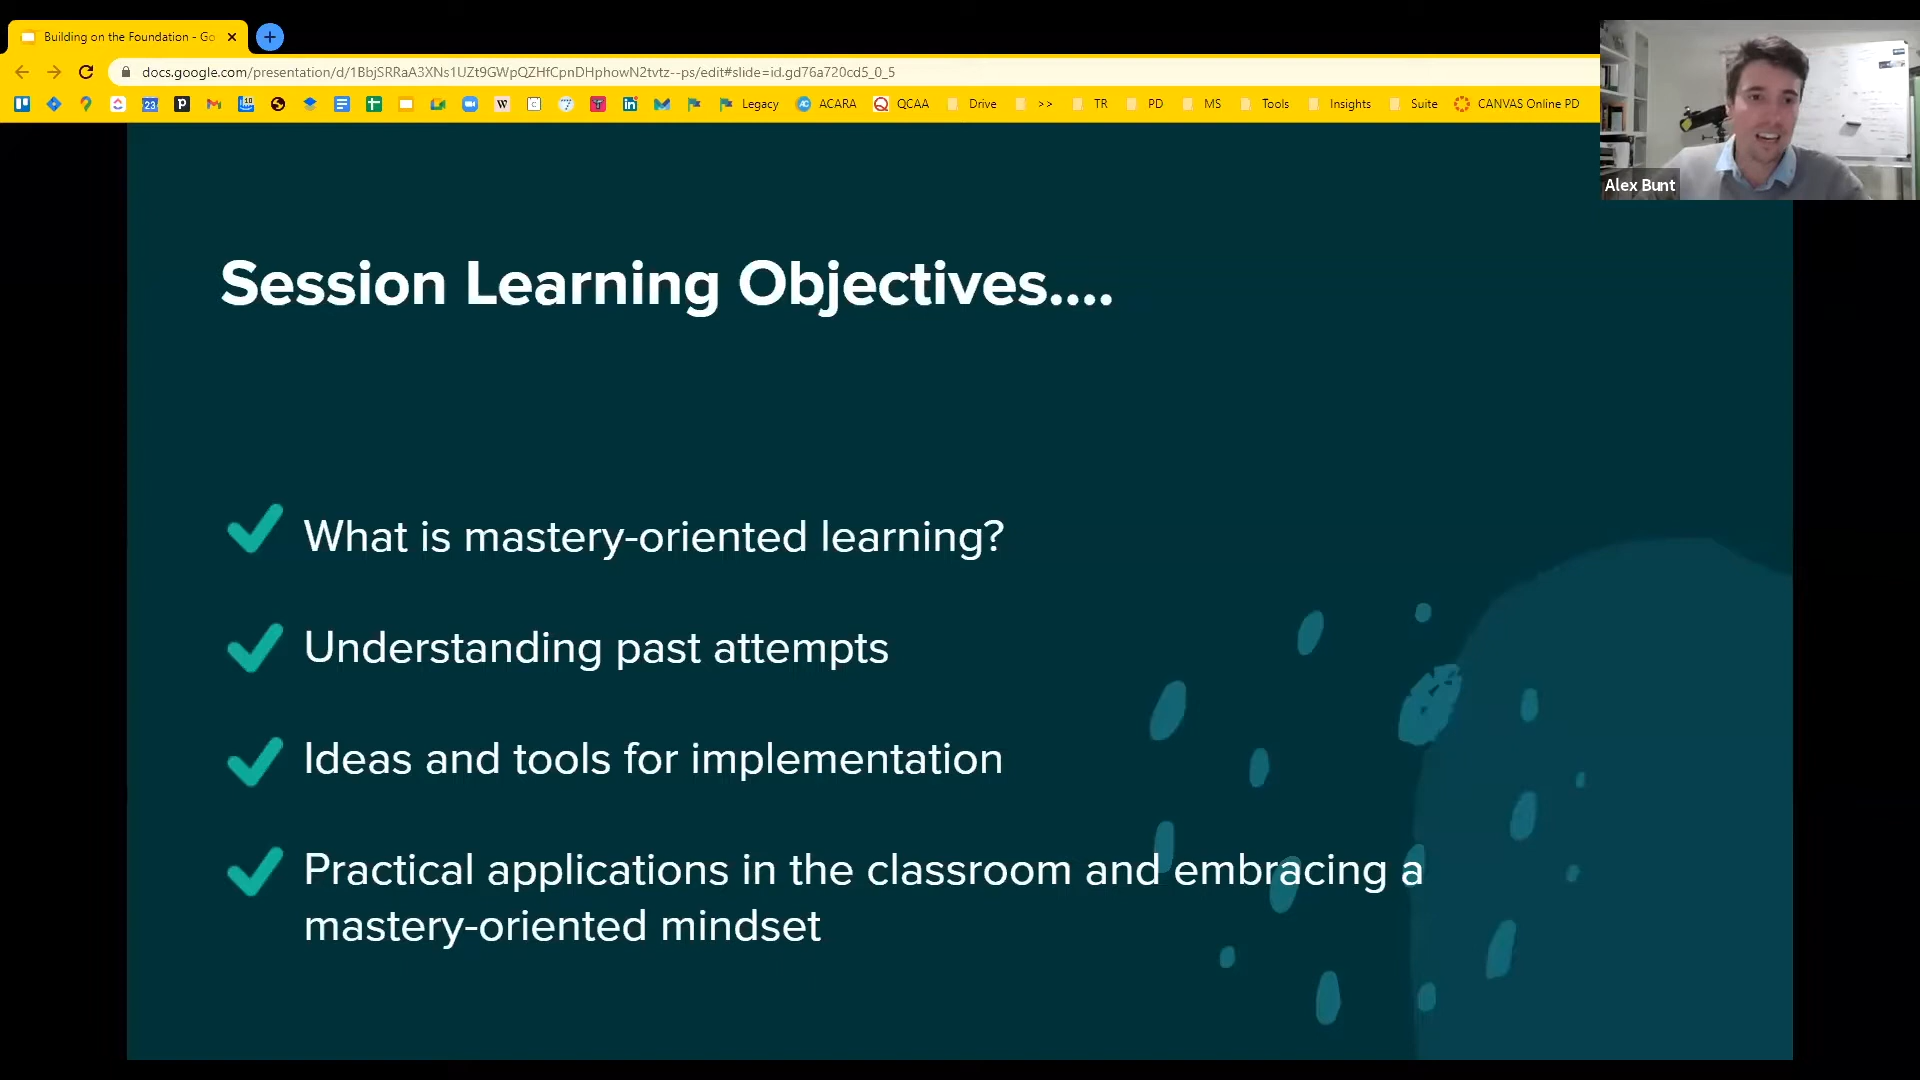 Building on the Foundation - Go
docs.google.com/presentation/d/1BbjSRRaA3XNs1UZt9GWpQZHfCpnDHphowN2tvtz--ps/edit#slide=id.gd76a720cd5_0_5
Legacy ACARA QCAA Drive >> TR PD MS Tools Insights Suite CANVAS Online PD
Alex Bunt
Session Learning Objectives....
What is mastery-oriented learning?
Understanding past attempts
Ideas and tools for implementation
Practical applications in the classroom and embracing a
mastery-oriented mindset